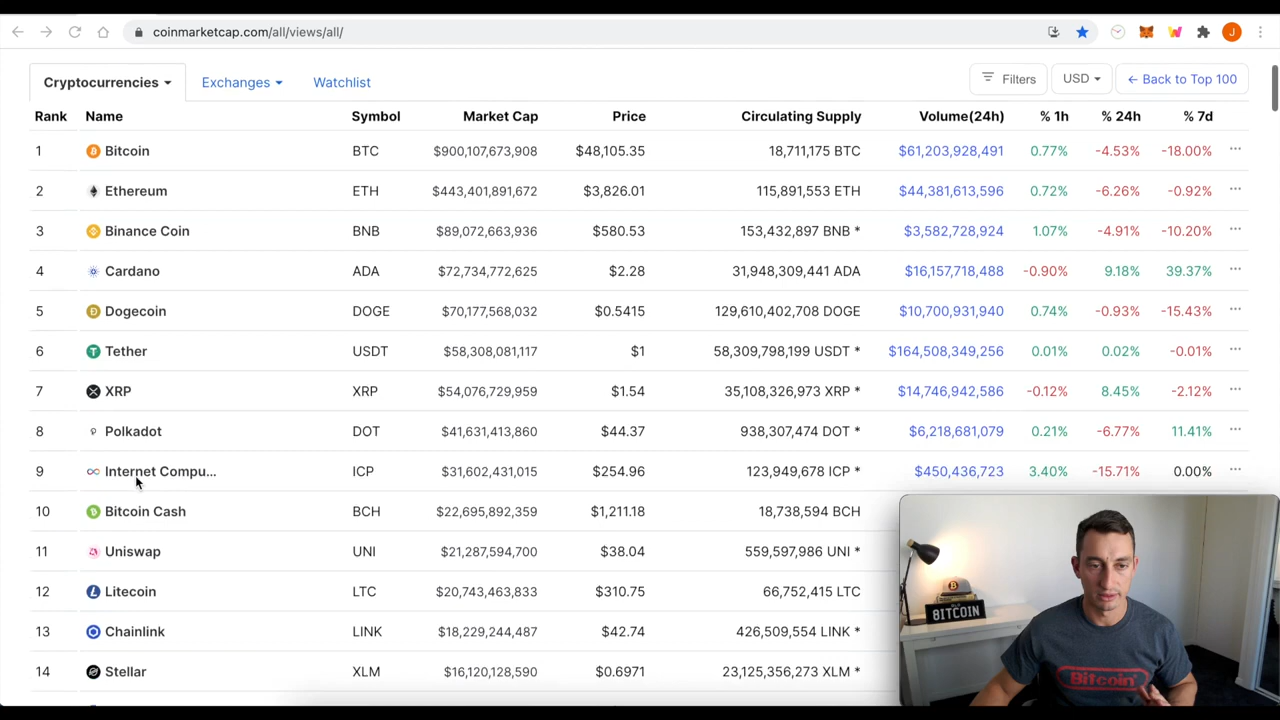 coinmarketcap.com/all/views/all/
J
Cryptocurrencies Exchanges Watchlist Filters USD ← Back to Top 100
Rank Name Symbol Market Cap Price Circulating Supply Volume(24h) % 1h % 24h % 7d
1 Bitcoin BTC $900,107,673,908 $48,105.35 18,711,175 BTC $61,203,928,491 0.77% -4.53% -18.00%
2 Ethereum ETH $443,401,891,672 $3,826.01 115,891,553 ETH $44,381,613,596 0.72% -6.26% -0.92%
3 Binance Coin BNB $89,072,663,936 $580.53 153,432,897 BNB * $3,582,728,924 1.07% -4.91% -10.20%
4 Cardano ADA $72,734,772,625 $2.28 31,948,309,441 ADA $16,157,718,488 -0.90% 9.18% 39.37%
5 Dogecoin DOGE $70,177,568,032 $0.5415 129,610,402,708 DOGE $10,700,931,940 0.74% -0.93% -15.43%
6 Tether USDT $58,308,081,117 $1 58,309,798,199 USDT * $164,508,349,256 0.01% 0.02% -0.01%
7 XRP XRP $54,076,729,959 $1.54 35,108,326,973 XRP * $14,746,942,586 -0.12% 8.45% -2.12%
8 Polkadot DOT $41,631,413,860 $44.37 938,307,474 DOT * $6,218,681,079 0.21% -6.77% 11.41%
9 Internet Compu... ICP $31,602,431,015 $254.96 123,949,678 ICP * $450,436,723 3.40% -15.71% 0.00%
10 Bitcoin Cash BCH $22,695,892,359 $1,211.18 18,738,594 BCH
11 Uniswap UNI $21,287,594,700 $38.04 559,597,986 UNI *
12 Litecoin LTC $20,743,463,833 $310.75 66,752,415 LTC
13 Chainlink LINK $18,229,244,487 $42.74 426,509,554 LINK *
14 Stellar XLM $16,120,128,590 $0.6971 23,125,356,273 XLM *
BITCOIN
Bitcoin